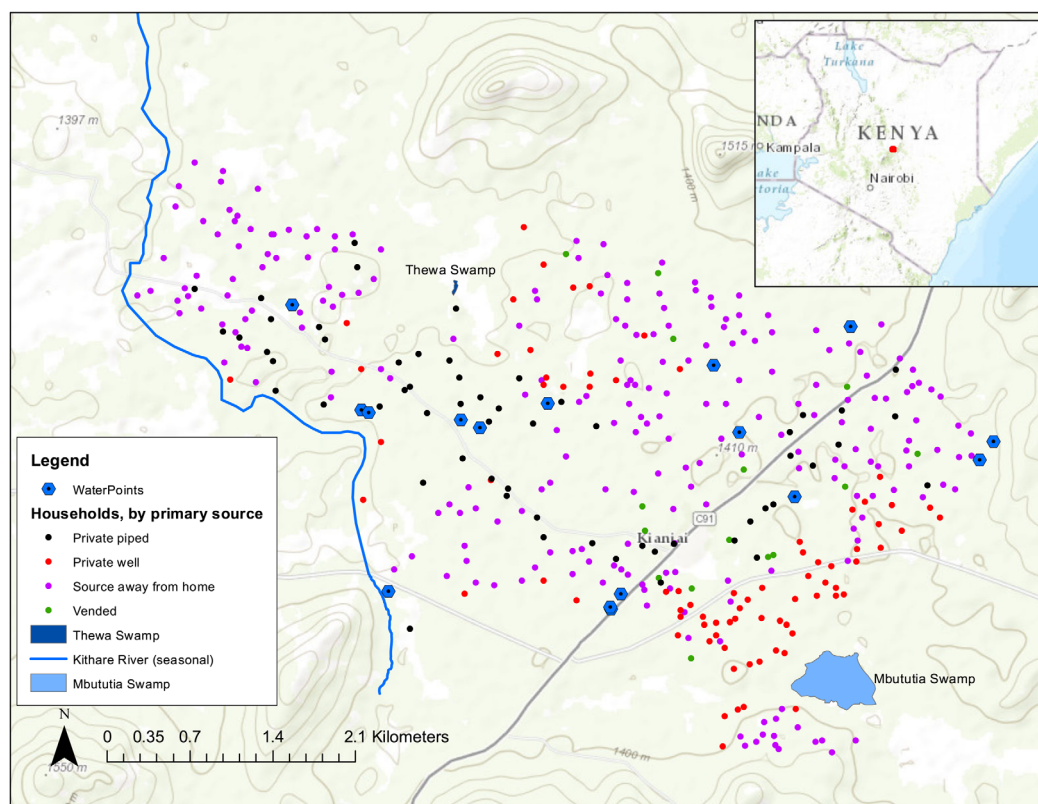 Lake
Turkana
NDA
KENYA
Kampala
Nairobi
ake
toria
1397 m
1515
1400 m
Thewa Swamp
1410 m
C91
Kianjai
Mbututia Swamp
1400 m
1550 m
Legend
WaterPoints
Households, by primary source
Private piped
Private well
Source away from home
Vended
Thewa Swamp
Kithare River (seasonal)
Mbututia Swamp
N
0 0.35 0.7 1.4 2.1 Kilometers